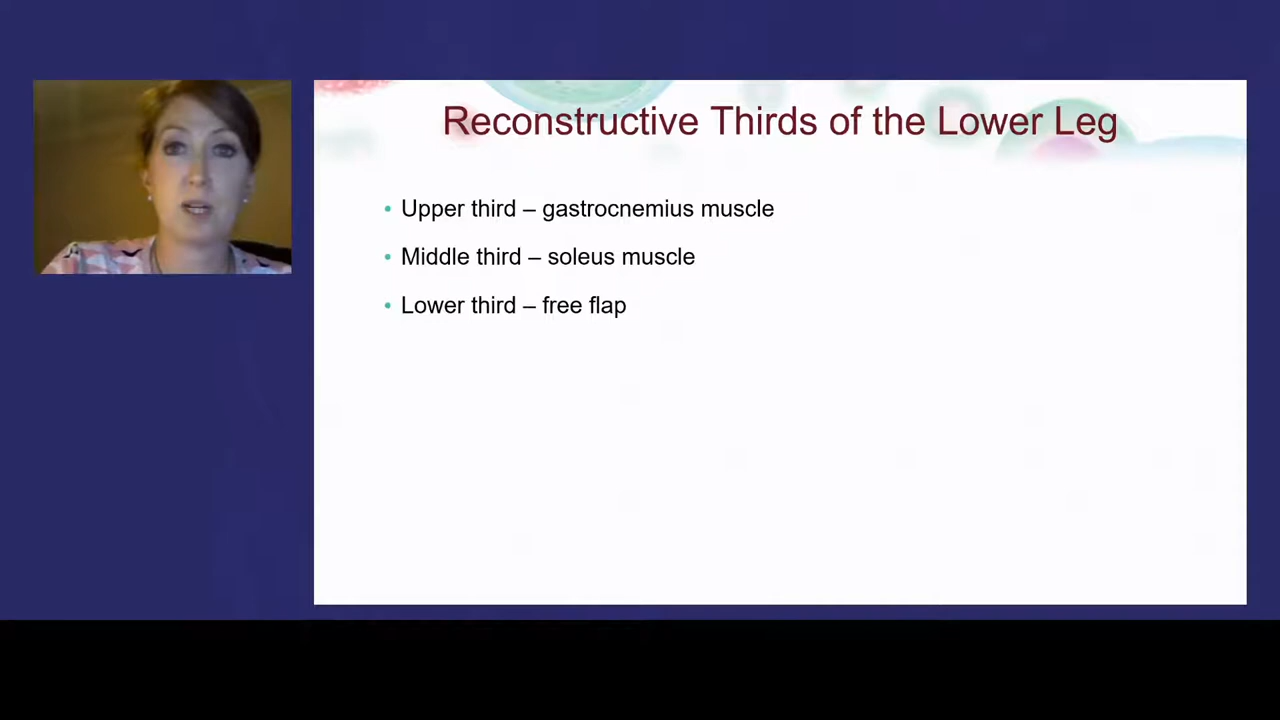 Reconstructive Thirds of the Lower Leg
• Upper third – gastrocnemius muscle
• Middle third – soleus muscle
• Lower third – free flap